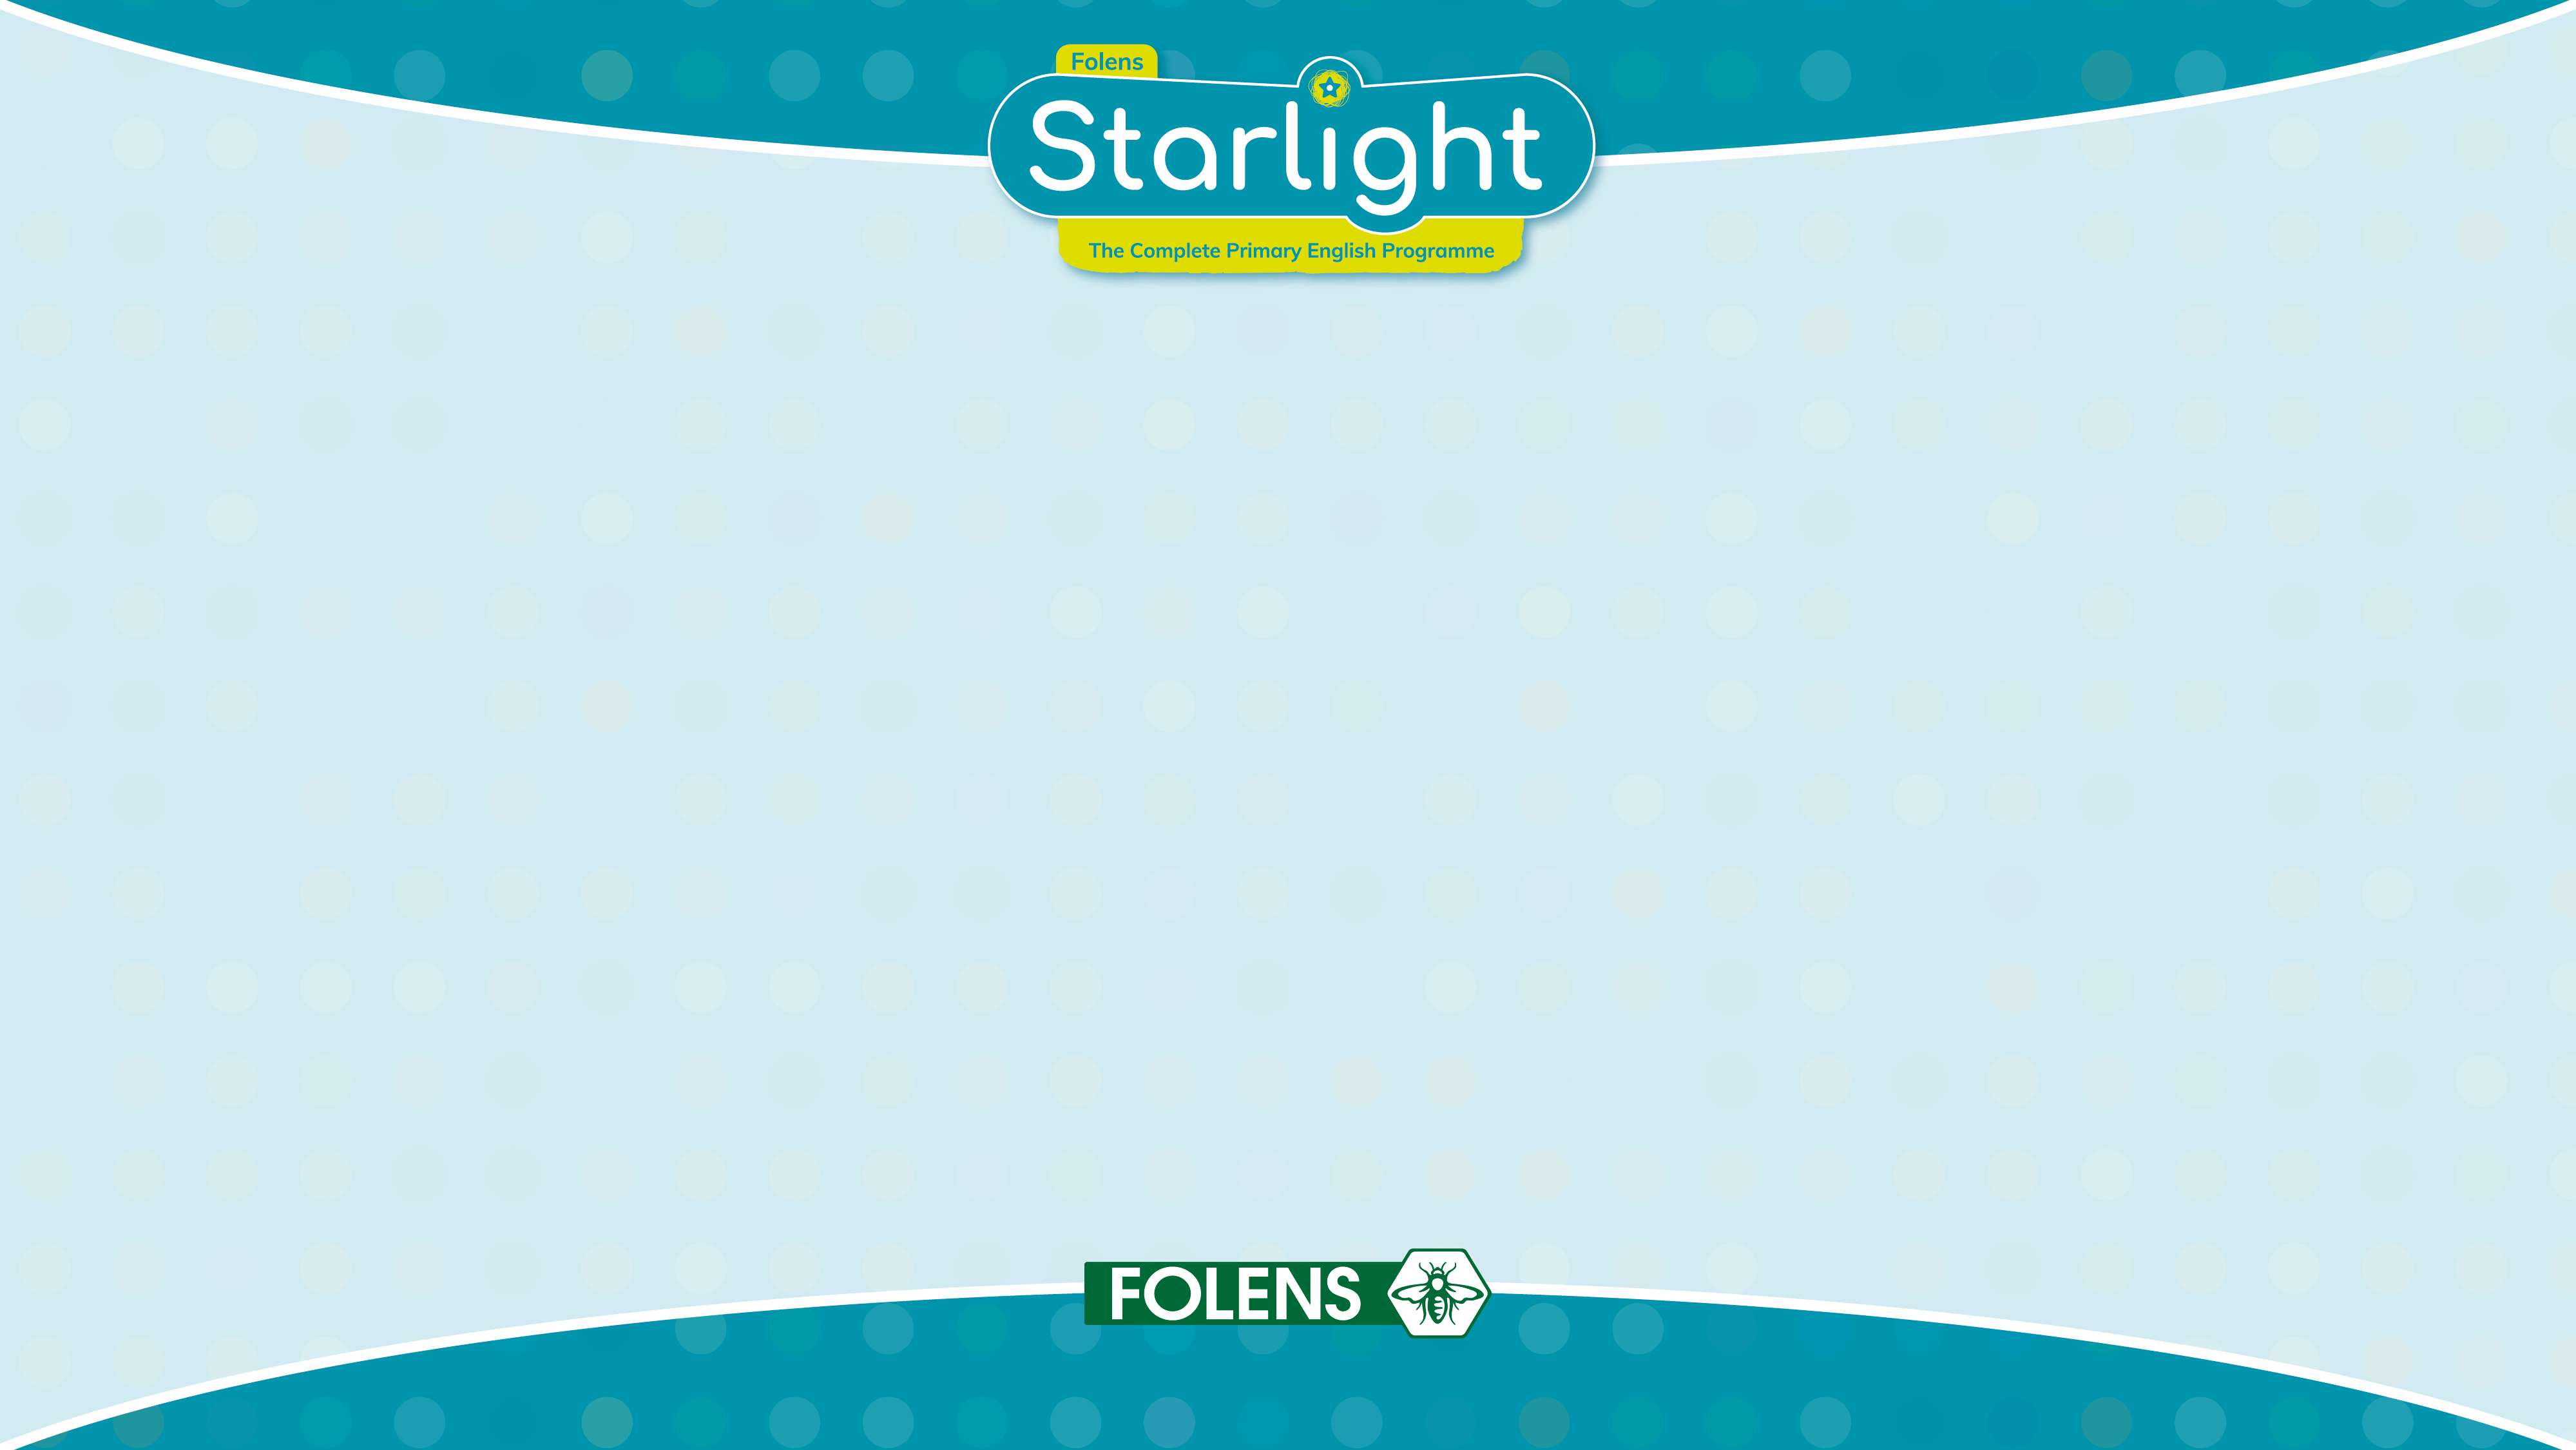 Folens
Starlight
The Complete Primary English Programme
FOLENS